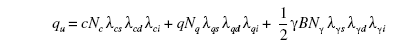 q_u = cN_c λ_cs λ_cd λ_ci + qN_q λ_qs λ_qd λ_qi + 1/2 γBN_γ λ_γs λ_γd λ_γi